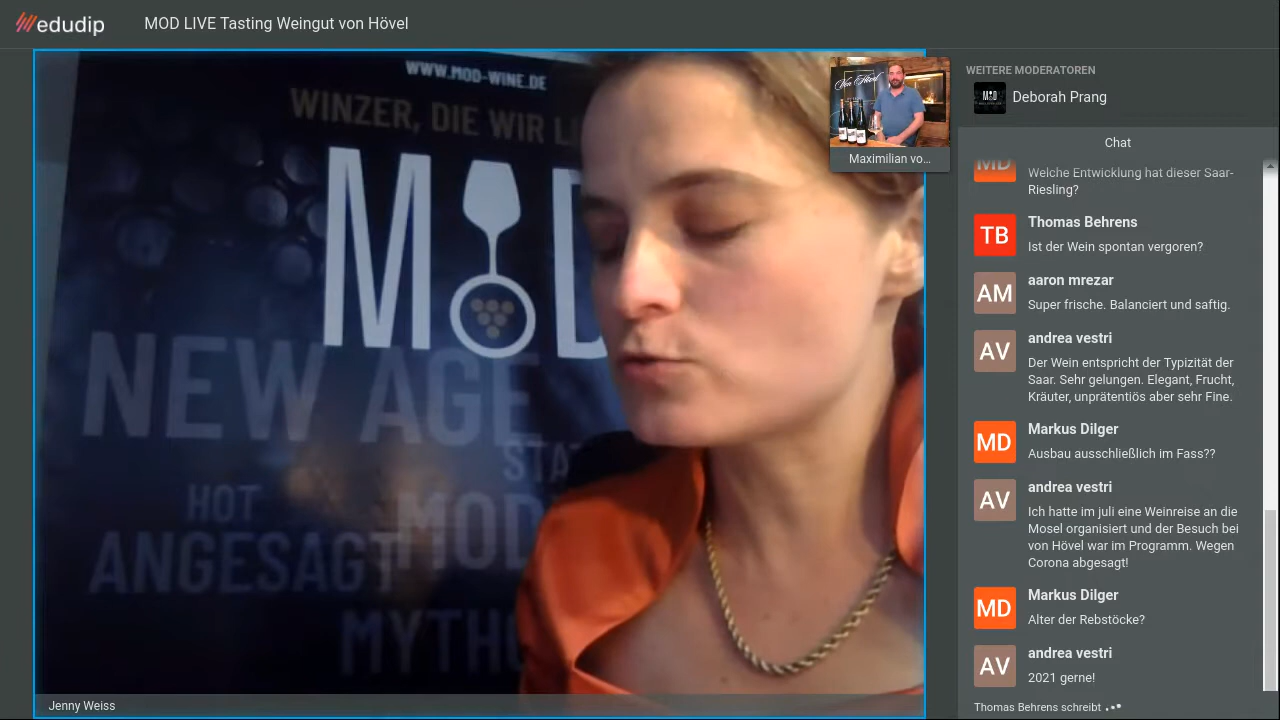 edudip
MOD LIVE Tasting Weingut von Hövel
WWW.MOD-WINE.DE
WINZER, DIE WIR
MOD
NEW AGE
HOT
ANGESAGT
Jenny Weiss
Von Hövel
Maximilian vo...
WEITERE MODERATOREN
MOD
Deborah Prang
Chat
MD
Welche Entwicklung hat dieser Saar-
Riesling?
TB
Thomas Behrens
Ist der Wein spontan vergoren?
AM
aaron mrezar
Super frische. Balanciert und saftig.
AV
andrea vestri
Der Wein entspricht der Typizität der
Saar. Sehr gelungen. Elegant, Frucht,
Kräuter, unprätentiös aber sehr Fine.
MD
Markus Dilger
Ausbau ausschließlich im Fass??
AV
andrea vestri
Ich hatte im juli eine Weinreise an die
Mosel organisiert und der Besuch bei
von Hövel war im Programm. Wegen
Corona abgesagt!
MD
Markus Dilger
Alter der Rebstöcke?
AV
andrea vestri
2021 gerne!
Thomas Behrens schreibt